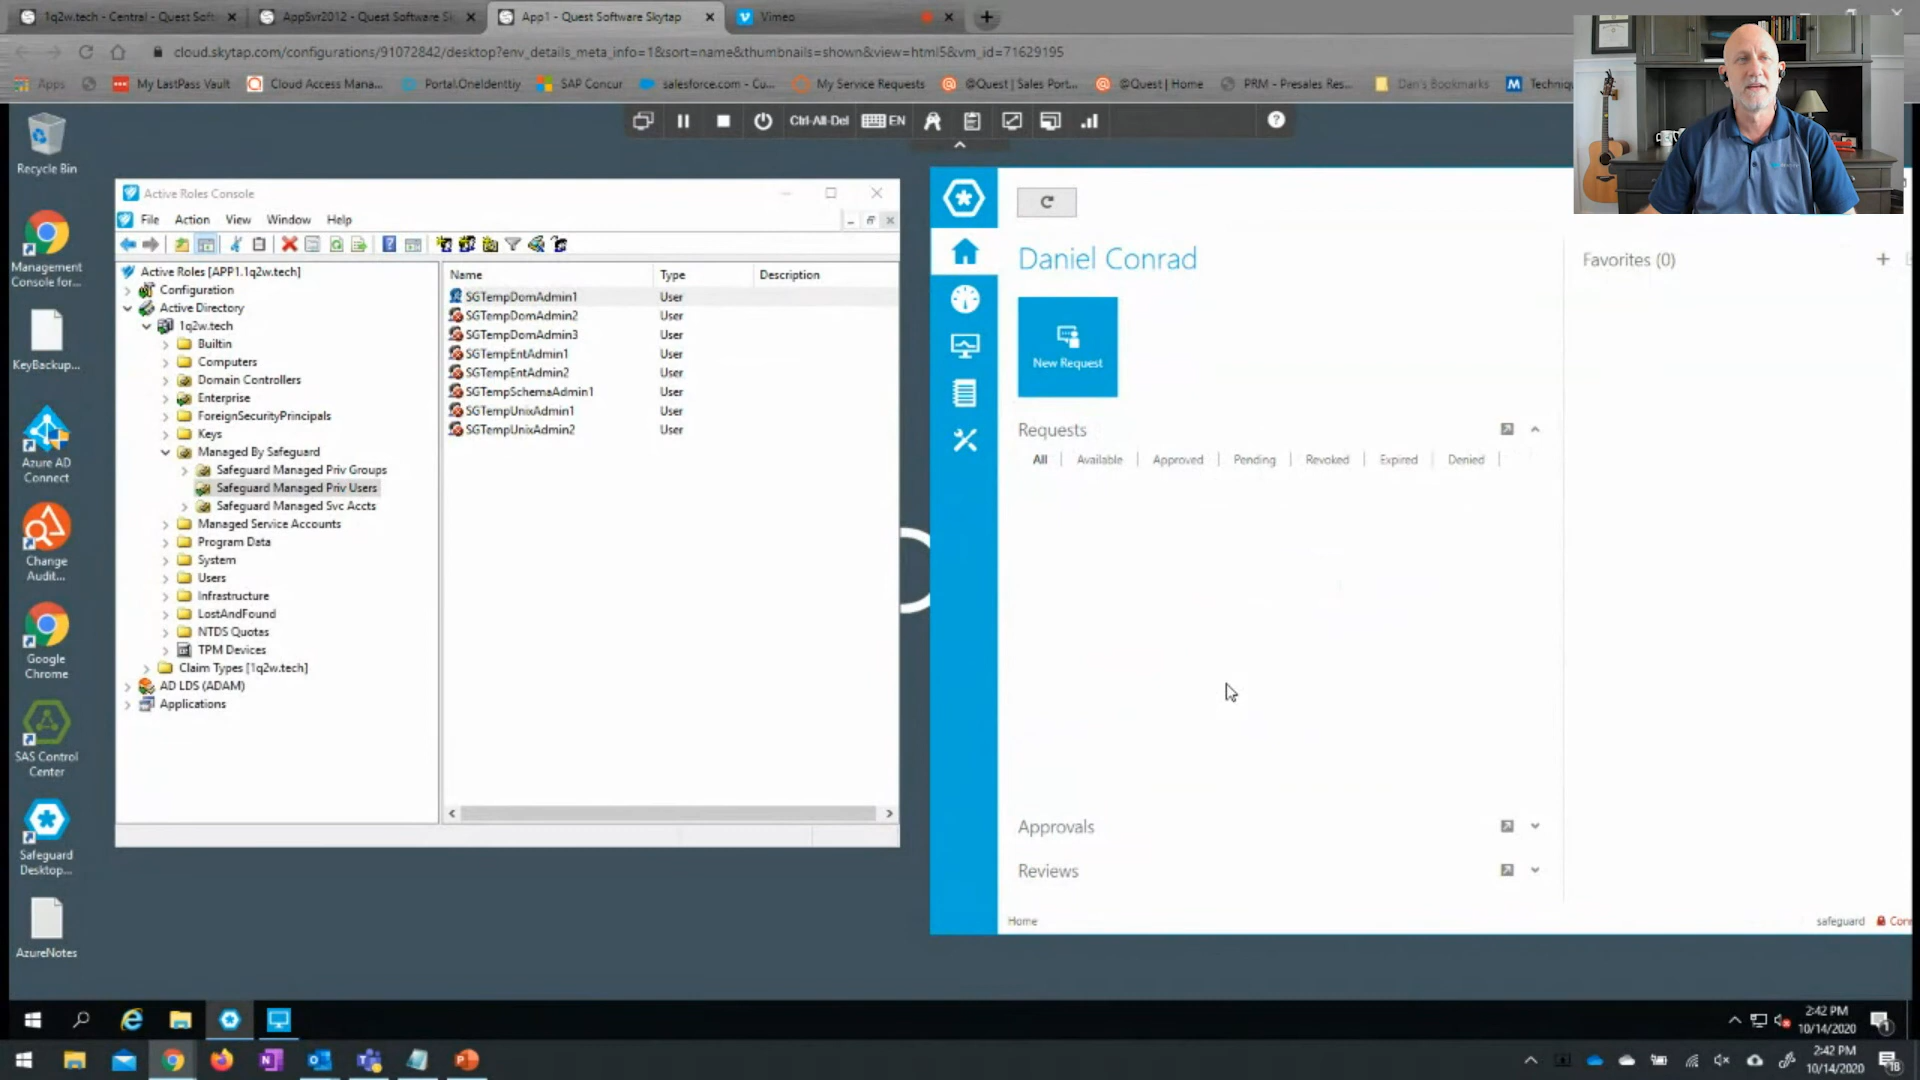 1q2w.tech - Central - Quest Soft
AppSvr2012 - Quest Software Sk
App1 - Quest Software Skytap
Vimeo
cloud.skytap.com/configurations/91072842/desktop?env_details_meta_info=1&sort=name&thumbnails=shown&view=html5&vm_id=71629195
Apps
My LastPass Vault
Cloud Access Mana...
Portal.OneIdenttiy
SAP Concur
salesforce.com - Cu...
My Service Requests
@Quest | Sales Port...
@Quest | Home
PRM - Presales Res...
Dan's Bookmarks
Techniq
Ctrl-Alt-Del
EN
Recycle Bin
Management
Console for...
KeyBackup...
Azure AD
Connect
Change
Audit...
Google
Chrome
SAS Control
Center
Safeguard
Desktop...
AzureNotes
Active Roles Console
File
Action
View
Window
Help
Active Roles [APP1.1q2w.tech]
Configuration
Active Directory
1q2w.tech
Builtin
Computers
Domain Controllers
Enterprise
ForeignSecurityPrincipals
Keys
Managed By Safeguard
Safeguard Managed Priv Groups
Safeguard Managed Priv Users
Safeguard Managed Svc Accts
Managed Service Accounts
Program Data
System
Users
Infrastructure
LostAndFound
NTDS Quotas
TPM Devices
Claim Types [1q2w.tech]
AD LDS (ADAM)
Applications
Name Type Description
SGTempDomAdmin1 User
SGTempDomAdmin2 User
SGTempDomAdmin3 User
SGTempEntAdmin1 User
SGTempEntAdmin2 User
SGTempSchemaAdmin1 User
SGTempUnixAdmin1 User
SGTempUnixAdmin2 User
Daniel Conrad
New Request
Favorites (0)
Requests
All | Available | Approved | Pending | Revoked | Expired | Denied |
Approvals
Reviews
Home
safeguard
2:42 PM
10/14/2020
1
2:42 PM
10/14/2020
18